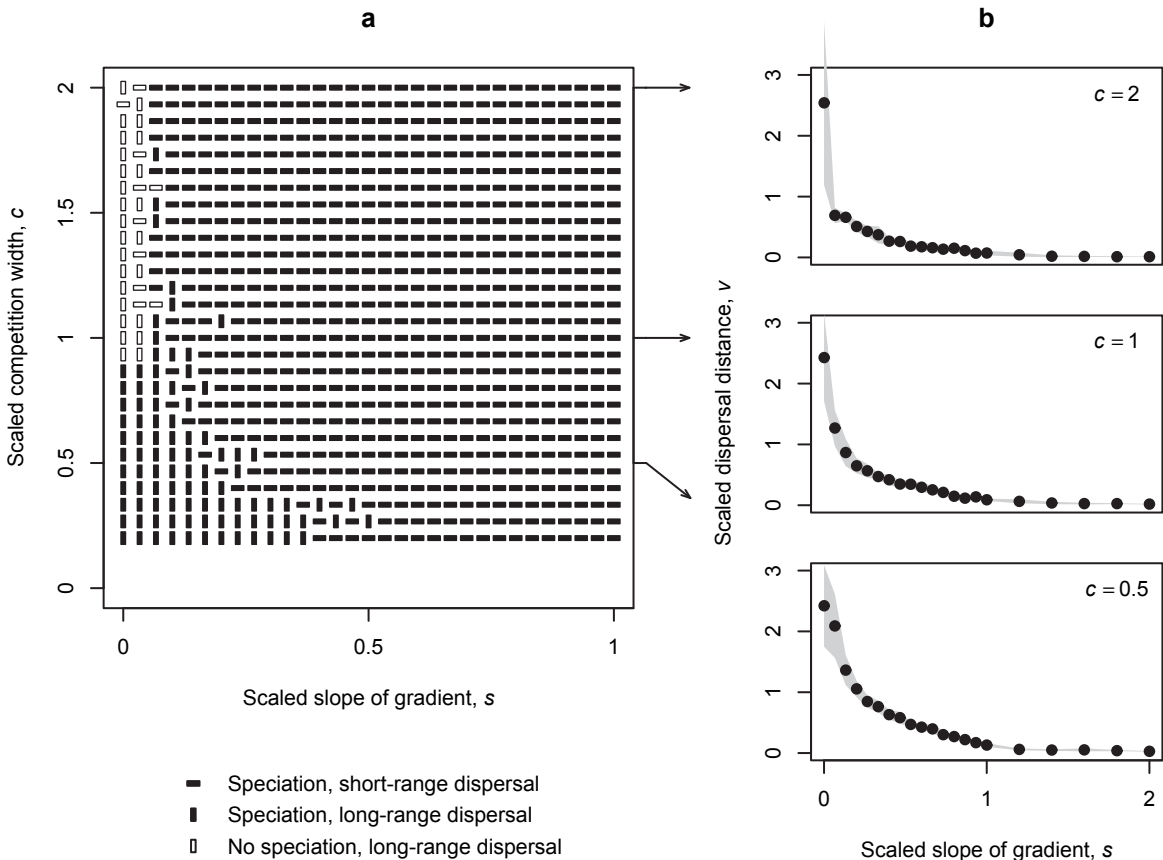 a
b
Scaled competition width, c
2
1.5
1
0.5
0
0
0.5
1
Scaled slope of gradient, s
Speciation, short-range dispersal
Speciation, long-range dispersal
No speciation, long-range dispersal
Scaled dispersal distance, v
3
2
1
0
c = 2
3
2
1
0
c = 1
3
2
1
0
c = 0.5
0
1
2
Scaled slope of gradient, s